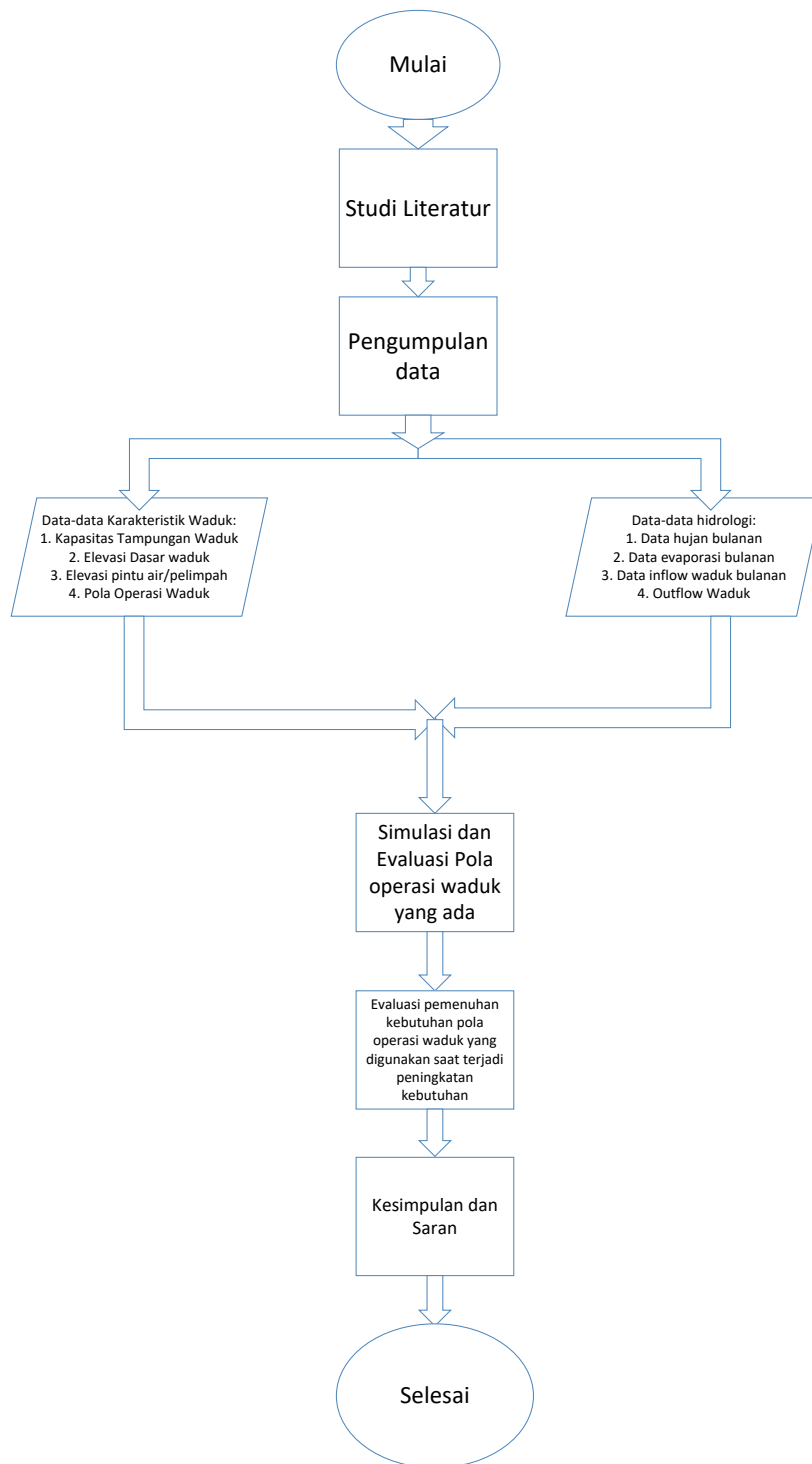 Mulai
Studi Literatur
Pengumpulan
data
Data-data Karakteristik Waduk:
1. Kapasitas Tampungan Waduk
2. Elevasi Dasar waduk
3. Elevasi pintu air/pelimpah
4. Pola Operasi Waduk
Data-data hidrologi:
1. Data hujan bulanan
2. Data evaporasi bulanan
3. Data inflow waduk bulanan
4. Outflow Waduk
Simulasi dan
Evaluasi Pola
operasi waduk
yang ada
Evaluasi pemenuhan
kebutuhan pola
operasi waduk yang
digunakan saat terjadi
peningkatan
kebutuhan
Kesimpulan dan
Saran
Selesai